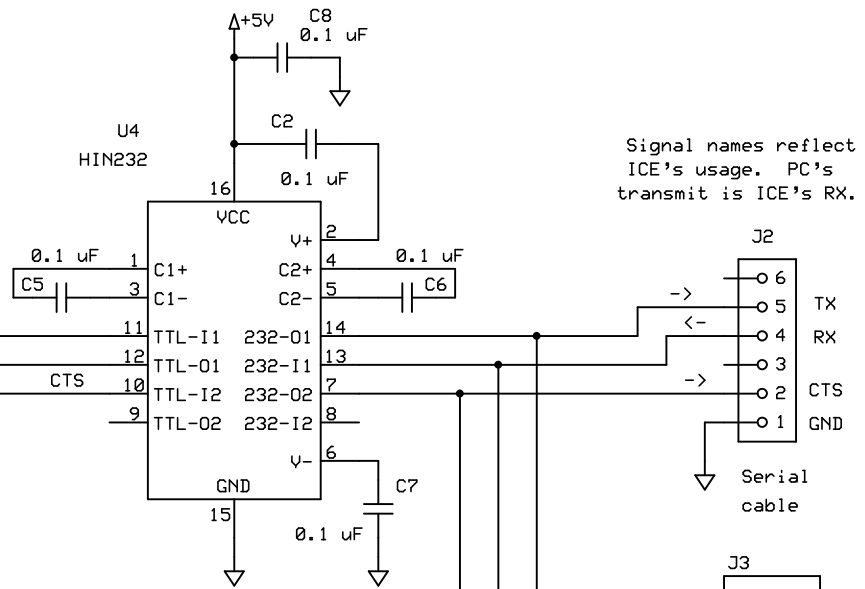 +5V
C8
0.1 uF
U4
HIN232
C2
0.1 uF
16
VCC
Signal names reflect
ICE's usage. PC's
transmit is ICE's RX.
J2
0.1 uF
C5
1 C1+
3 C1-
V+ 2
C2+ 4
C2- 5
0.1 uF
C6
11 TTL-I1 232-O1 14
12 TTL-O1 232-I1 13
CTS 10 TTL-I2 232-O2 7
9 TTL-O2 232-I2 8
V- 6
GND
15
C7
0.1 uF
6
-> 5 TX
<- 4 RX
3
-> 2 CTS
1 GND
Serial
cable
J3